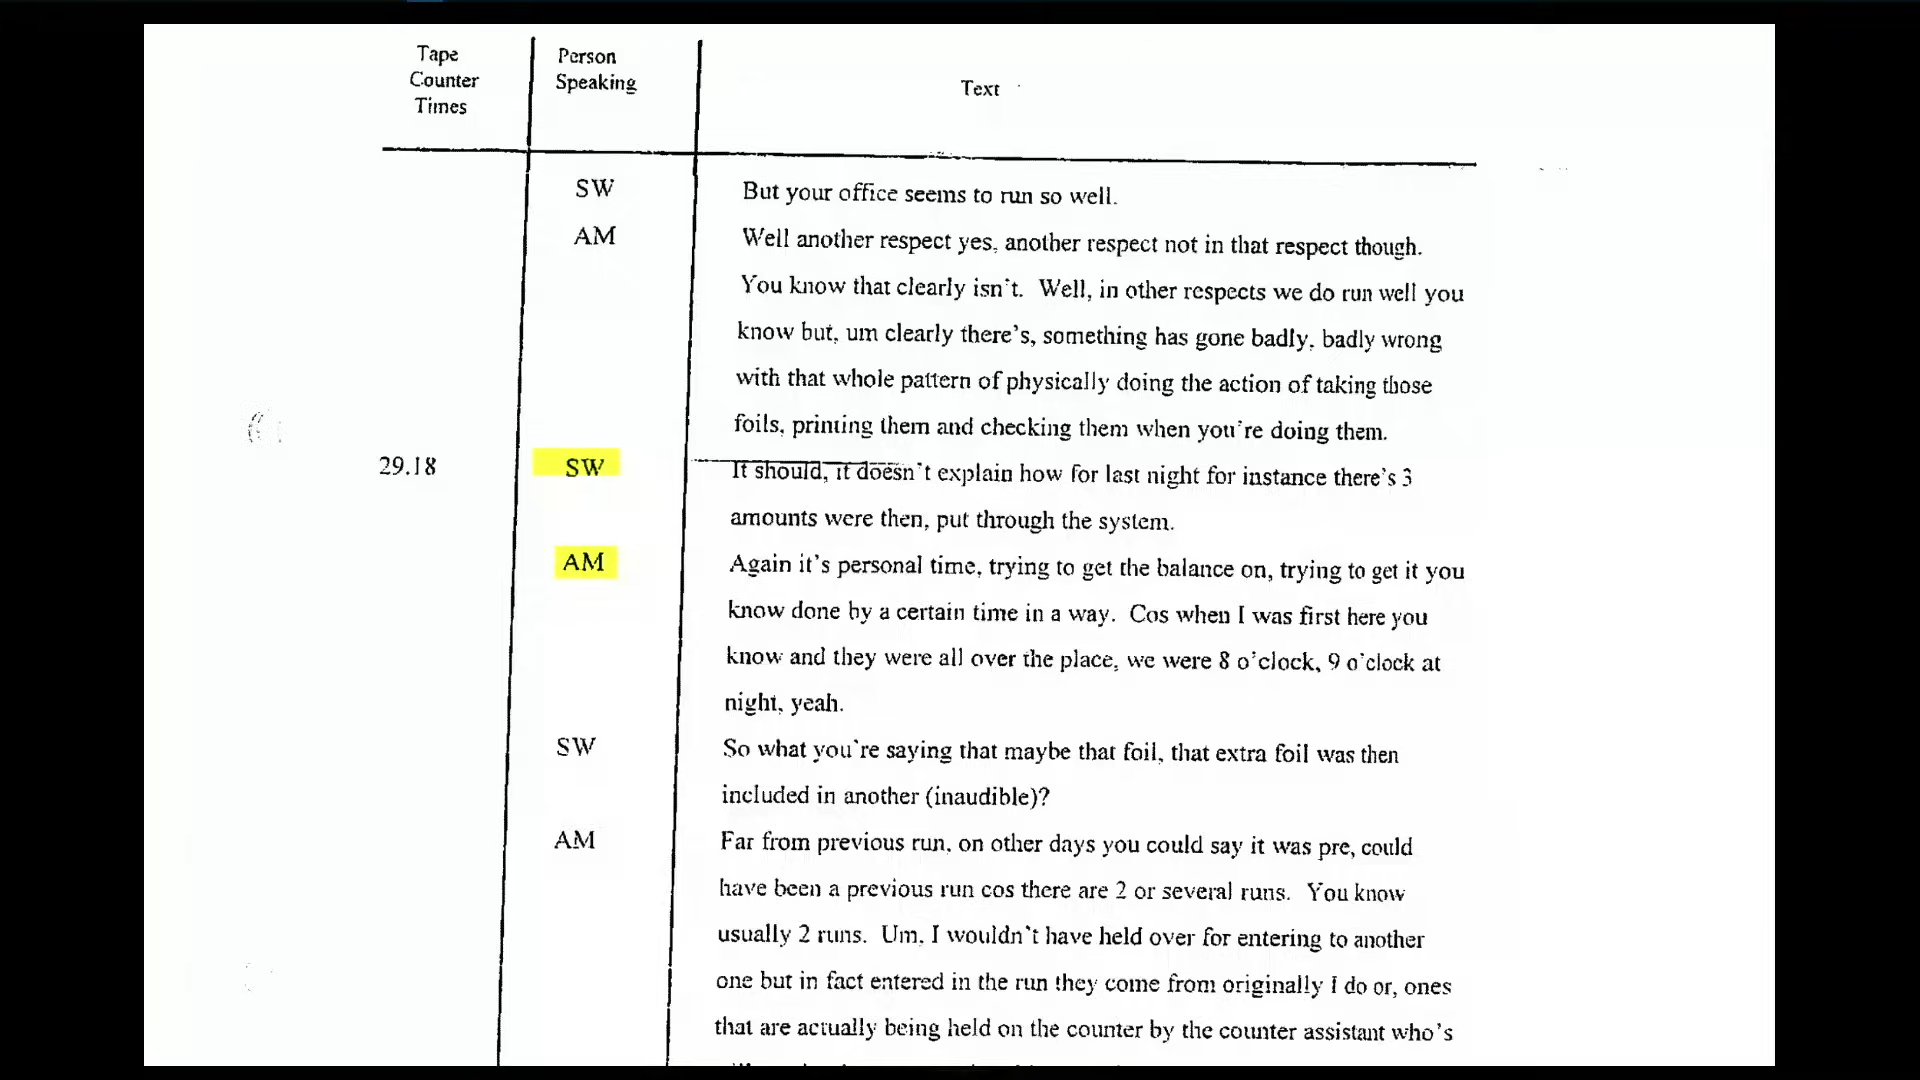 Tape
Counter
Times
Person
Speaking
Text
SW But your office seems to run so well.
AM Well another respect yes, another respect not in that respect though.
You know that clearly isn't. Well, in other respects we do run well you
know but, um clearly there's, something has gone badly, badly wrong
with that whole pattern of physically doing the action of taking those
foils, printing them and checking them when you're doing them.
29.18 SW It should, it doesn't explain how for last night for instance there's 3
amounts were then, put through the system.
AM Again it's personal time, trying to get the balance on, trying to get it you
know done by a certain time in a way. Cos when I was first here you
know and they were all over the place, we were 8 o'clock, 9 o'clock at
night, yeah.
SW So what you're saying that maybe that foil, that extra foil was then
included in another (inaudible)?
AM Far from previous run, on other days you could say it was pre, could
have been a previous run cos there are 2 or several runs. You know
usually 2 runs. Um, I wouldn't have held over for entering to another
one but in fact entered in the run they come from originally I do or, ones
that are actually being held on the counter by the counter assistant who's